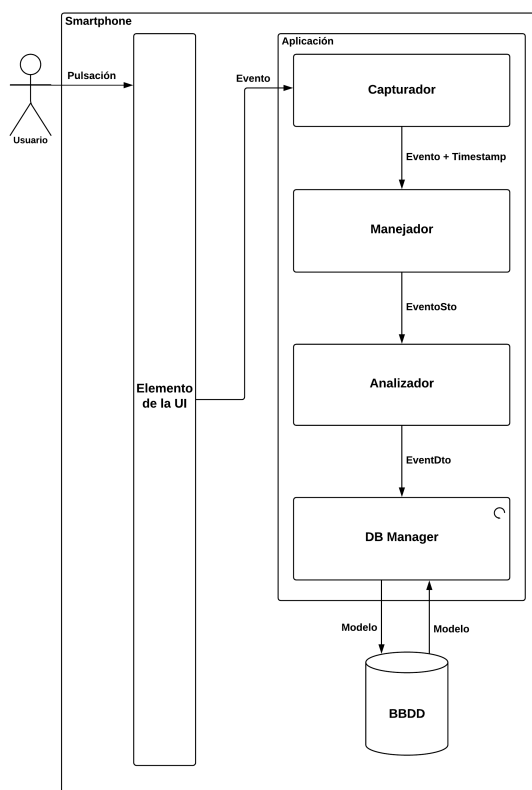 Smartphone
Aplicación
Pulsación
Usuario
Evento
Capturador
Evento + Timestamp
Manejador
EventoSto
Elemento
de la UI
Analizador
EventDto
DB Manager
Modelo
Modelo
BBDD